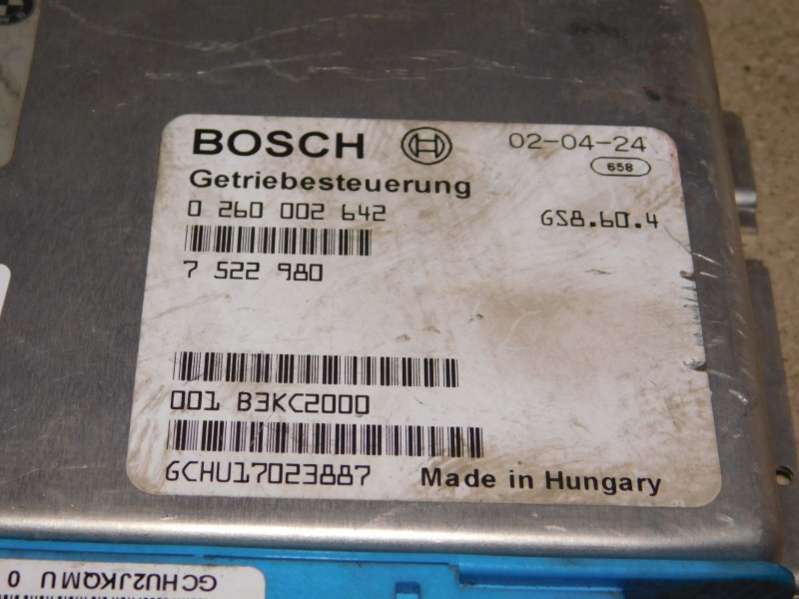 BOSCH 02-04-24
658
Getriebesteuerung
0 260 002 642 GS8.60.4
7 522 980
001 B3KC2000
GCHU17023887 Made in Hungary
GCHU2JKQMU 0